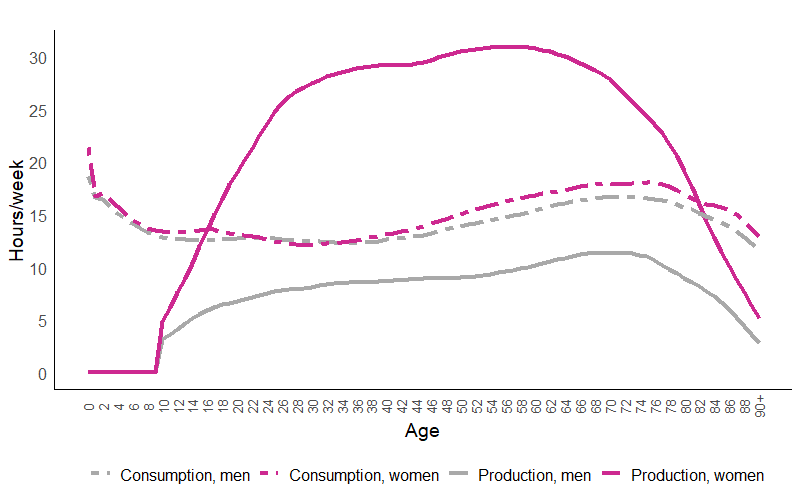 Hours/week
30
25
20
15
10
5
0
0 2 4 6 8 10 12 14 16 18 20 22 24 26 28 30 32 34 36 38 40 42 44 46 48 50 52 54 56 58 60 62 64 66 68 70 72 74 76 78 80 82 84 86 88 90+
Age
Consumption, men Consumption, women Production, men Production, women